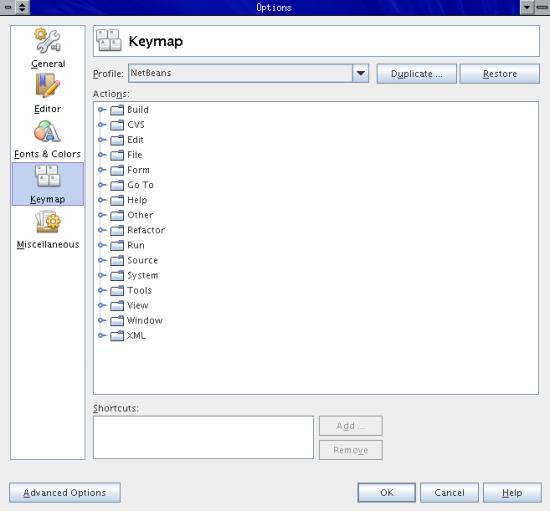 Options
General
Editor
Fonts & Colors
Keymap
Miscellaneous
Keymap
Profile: NetBeans Duplicate ... Restore
Actions:
Build
CVS
Edit
File
Form
Go To
Help
Other
Refactor
Run
Source
System
Tools
View
Window
XML
Shortcuts:
Add ...
Remove
Advanced Options OK Cancel Help